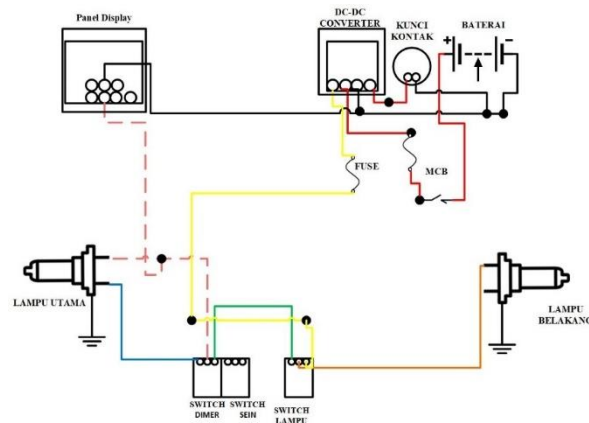 Panel Display
DC-DC
CONVERTER
KUNCI
KONTAK
BATERAI
+
-
FUSE
MCB
LAMPU UTAMA
LAMPU
BELAKANG
SWITCH
DIMER
SWITCH
SEIN
SWITCH
LAMPU